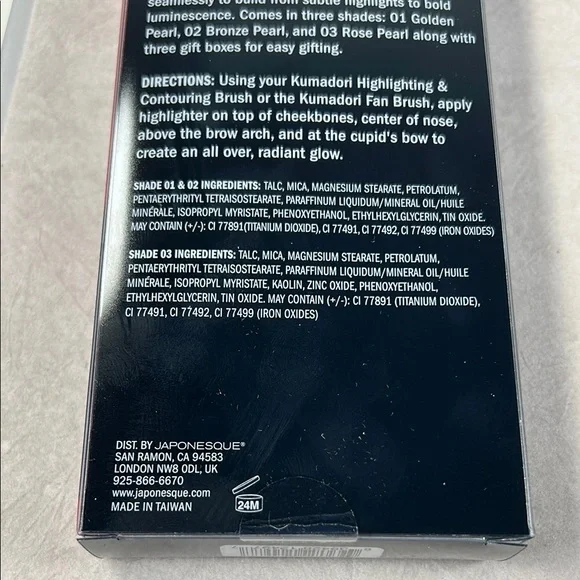 seamlessly to build from subtle highlights to bold
luminescence. Comes in three shades: 01 Golden
Pearl, 02 Bronze Pearl, and 03 Rose Pearl along with
three gift boxes for easy gifting.
DIRECTIONS: Using your Kumadori Highlighting &
Contouring Brush or the Kumadori Fan Brush, apply
highlighter on top of cheekbones, center of nose,
above the brow arch, and at the cupid's bow to
create an all over, radiant glow.
SHADE 01 & 02 INGREDIENTS: TALC, MICA, MAGNESIUM STEARATE, PETROLATUM,
PENTAERYTHRITYL TETRAISOSTEARATE, PARAFFINUM LIQUIDUM/MINERAL OIL/HUILE
MINÉRALE, ISOPROPYL MYRISTATE, PHENOXYETHANOL, ETHYLHEXYLGLYCERIN, TIN OXIDE.
MAY CONTAIN (+/-): CI 77891(TITANIUM DIOXIDE), CI 77491, CI 77492, CI 77499 (IRON OXIDES)
SHADE 03 INGREDIENTS: TALC, MICA, MAGNESIUM STEARATE, PETROLATUM,
PENTAERYTHRITYL TETRAISOSTEARATE, PARAFFINUM LIQUIDUM/MINERAL OIL/HUILE
MINÉRALE, ISOPROPYL MYRISTATE, KAOLIN, ZINC OXIDE, PHENOXYETHANOL,
ETHYLHEXYLGLYCERIN, TIN OXIDE. MAY CONTAIN (+/-): CI 77891 (TITANIUM DIOXIDE),
CI 77491, CI 77492, CI 77499 (IRON OXIDES)
DIST. BY JAPONESQUE®
SAN RAMON, CA 94583
LONDON NW8 0DL, UK
925-866-6670
www.japonesque.com
MADE IN TAIWAN
24M